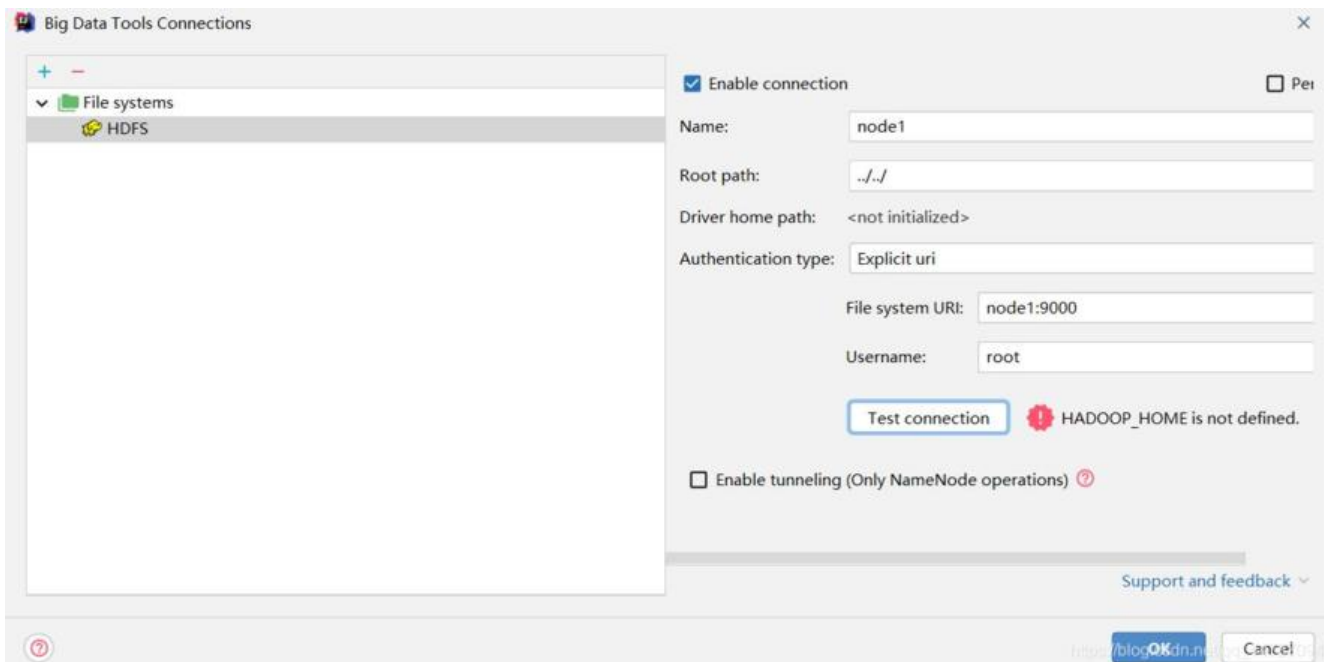 Big Data Tools Connections
File systems
HDFS
Enable connection
Name: node1
Root path: ../../
Driver home path: <not initialized>
Authentication type: Explicit uri
File system URI: node1:9000
Username: root
Test connection HADOOP_HOME is not defined.
Enable tunneling (Only NameNode operations)
Support and feedback
OK Cancel